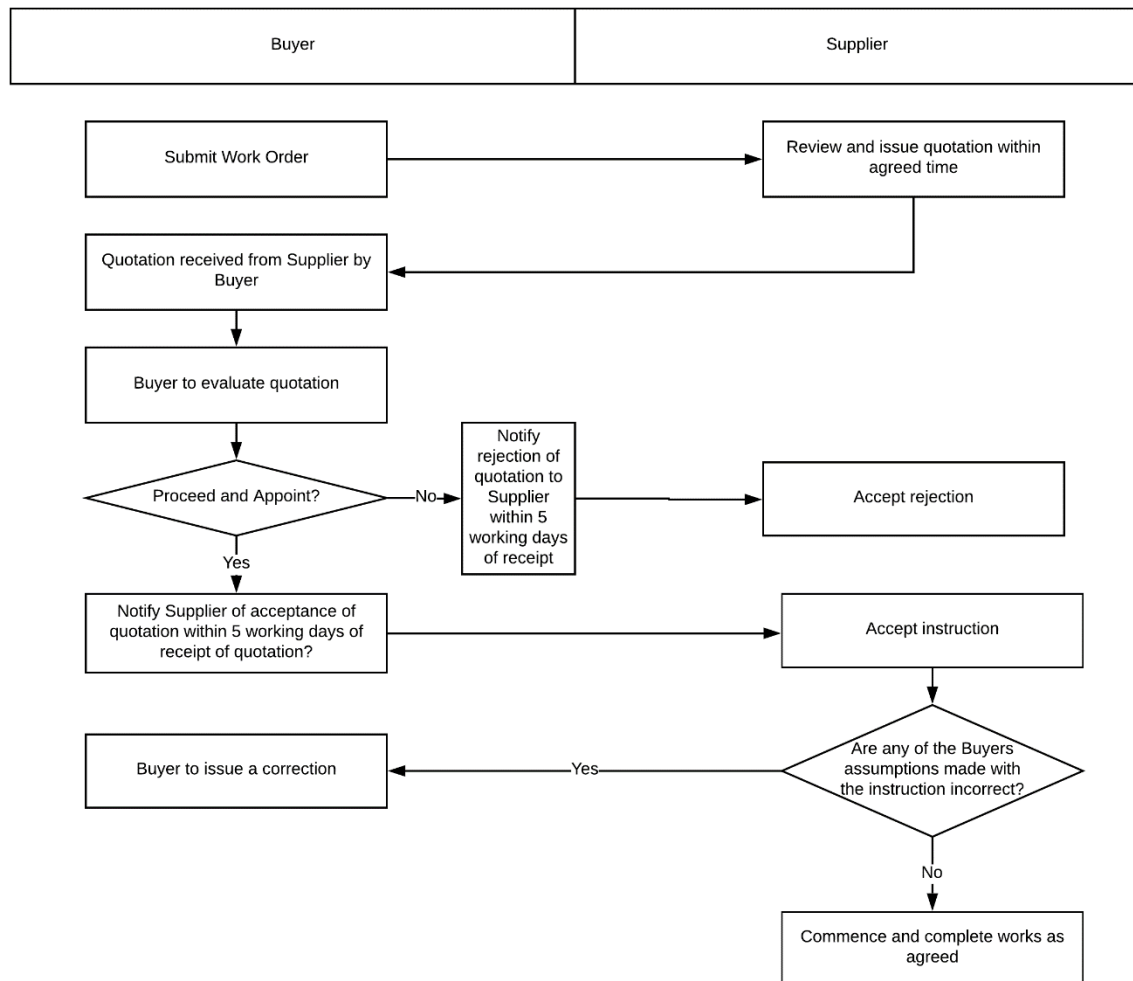 Buyer
Supplier
Submit Work Order
Review and issue quotation within
agreed time
Quotation received from Supplier by
Buyer
Buyer to evaluate quotation
Proceed and Appoint?
No
Notify
rejection of
quotation to
Supplier
within 5
working days
of receipt
Accept rejection
Yes
Notify Supplier of acceptance of
quotation within 5 working days of
receipt of quotation?
Accept instruction
Are any of the Buyers
assumptions made with
the instruction incorrect?
Yes
Buyer to issue a correction
No
Commence and complete works as
agreed